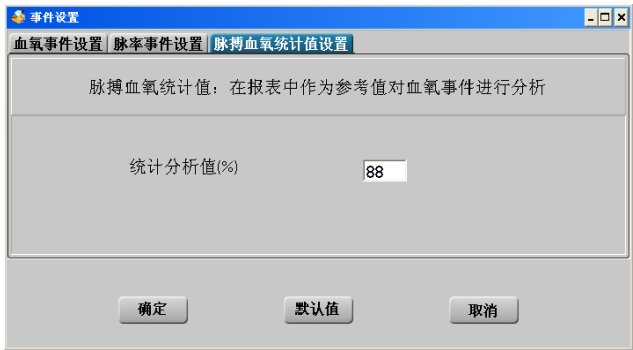 事件设置
血氧事件设置 脉率事件设置 脉搏血氧统计值设置
脉搏血氧统计值：在报表中作为参考值对血氧事件进行分析
统计分析值(%) 88
确定 默认值 取消